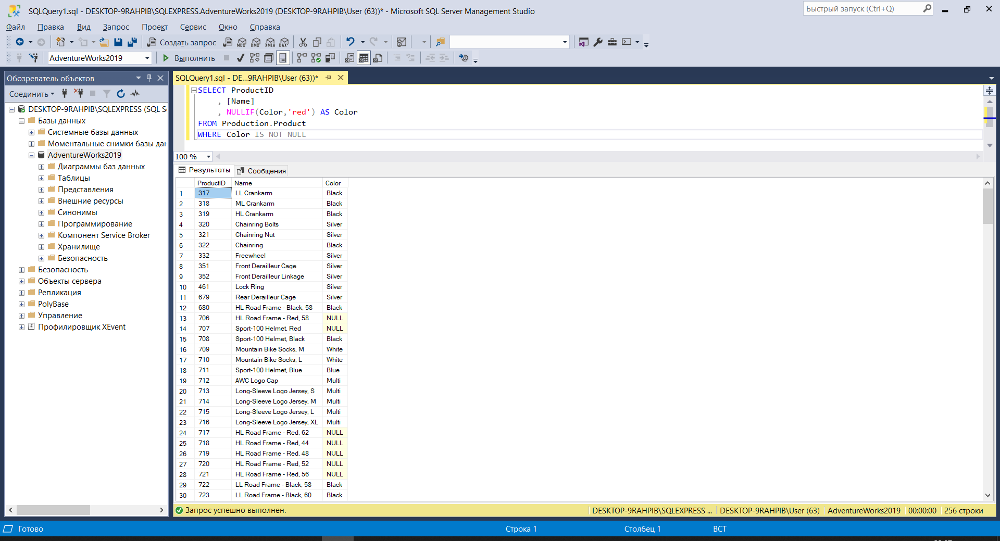 SQLQuery1.sql - DESKTOP-9RAHPIB\SQLEXPRESS.AdventureWorks2019 (DESKTOP-9RAHPIB\User (63))* - Microsoft SQL Server Management Studio
Быстрый запуск (Ctrl+Q)
Файл Правка Вид Запрос Проект Сервис Окно Справка
Создать запрос MDX DMX XMLA DAX
AdventureWorks2019 Выполнить
Обозреватель объектов
Соединить
DESKTOP-9RAHPIB\SQLEXPRESS (SQL S
Базы данных
Системные базы данных
Моментальные снимки базы дан
AdventureWorks2019
Диаграммы баз данных
Таблицы
Представления
Внешние ресурсы
Синонимы
Программирование
Компонент Service Broker
Хранилище
Безопасность
Безопасность
Объекты сервера
Репликация
PolyBase
Управление
Профилировщик XEvent
SQLQuery1.sql - DE...9RAHPIB\User (63))*
SELECT ProductID
, [Name]
, NULLIF(Color,'red') AS Color
FROM Production.Product
WHERE Color IS NOT NULL
100 %
Результаты Сообщения
ProductID Name Color
1 317 LL Crankarm Black
2 318 ML Crankarm Black
3 319 HL Crankarm Black
4 320 Chainring Bolts Silver
5 321 Chainring Nut Silver
6 322 Chainring Black
7 332 Freewheel Silver
8 351 Front Derailleur Cage Silver
9 352 Front Derailleur Linkage Silver
10 461 Lock Ring Silver
11 679 Rear Derailleur Cage Silver
12 680 HL Road Frame - Black, 58 Black
13 706 HL Road Frame - Red, 58 NULL
14 707 Sport-100 Helmet, Red NULL
15 708 Sport-100 Helmet, Black Black
16 709 Mountain Bike Socks, M White
17 710 Mountain Bike Socks, L White
18 711 Sport-100 Helmet, Blue Blue
19 712 AWC Logo Cap Multi
20 713 Long-Sleeve Logo Jersey, S Multi
21 714 Long-Sleeve Logo Jersey, M Multi
22 715 Long-Sleeve Logo Jersey, L Multi
23 716 Long-Sleeve Logo Jersey, XL Multi
24 717 HL Road Frame - Red, 62 NULL
25 718 HL Road Frame - Red, 44 NULL
26 719 HL Road Frame - Red, 48 NULL
27 720 HL Road Frame - Red, 52 NULL
28 721 HL Road Frame - Red, 56 NULL
29 722 LL Road Frame - Black, 58 Black
30 723 LL Road Frame - Black, 60 Black
Запрос успешно выполнен. DESKTOP-9RAHPIB\SQLEXPRESS ... DESKTOP-9RAHPIB\User (63) AdventureWorks2019 00:00:00 256 строки
Готово Строка 1 Столбец 1 ВСТ